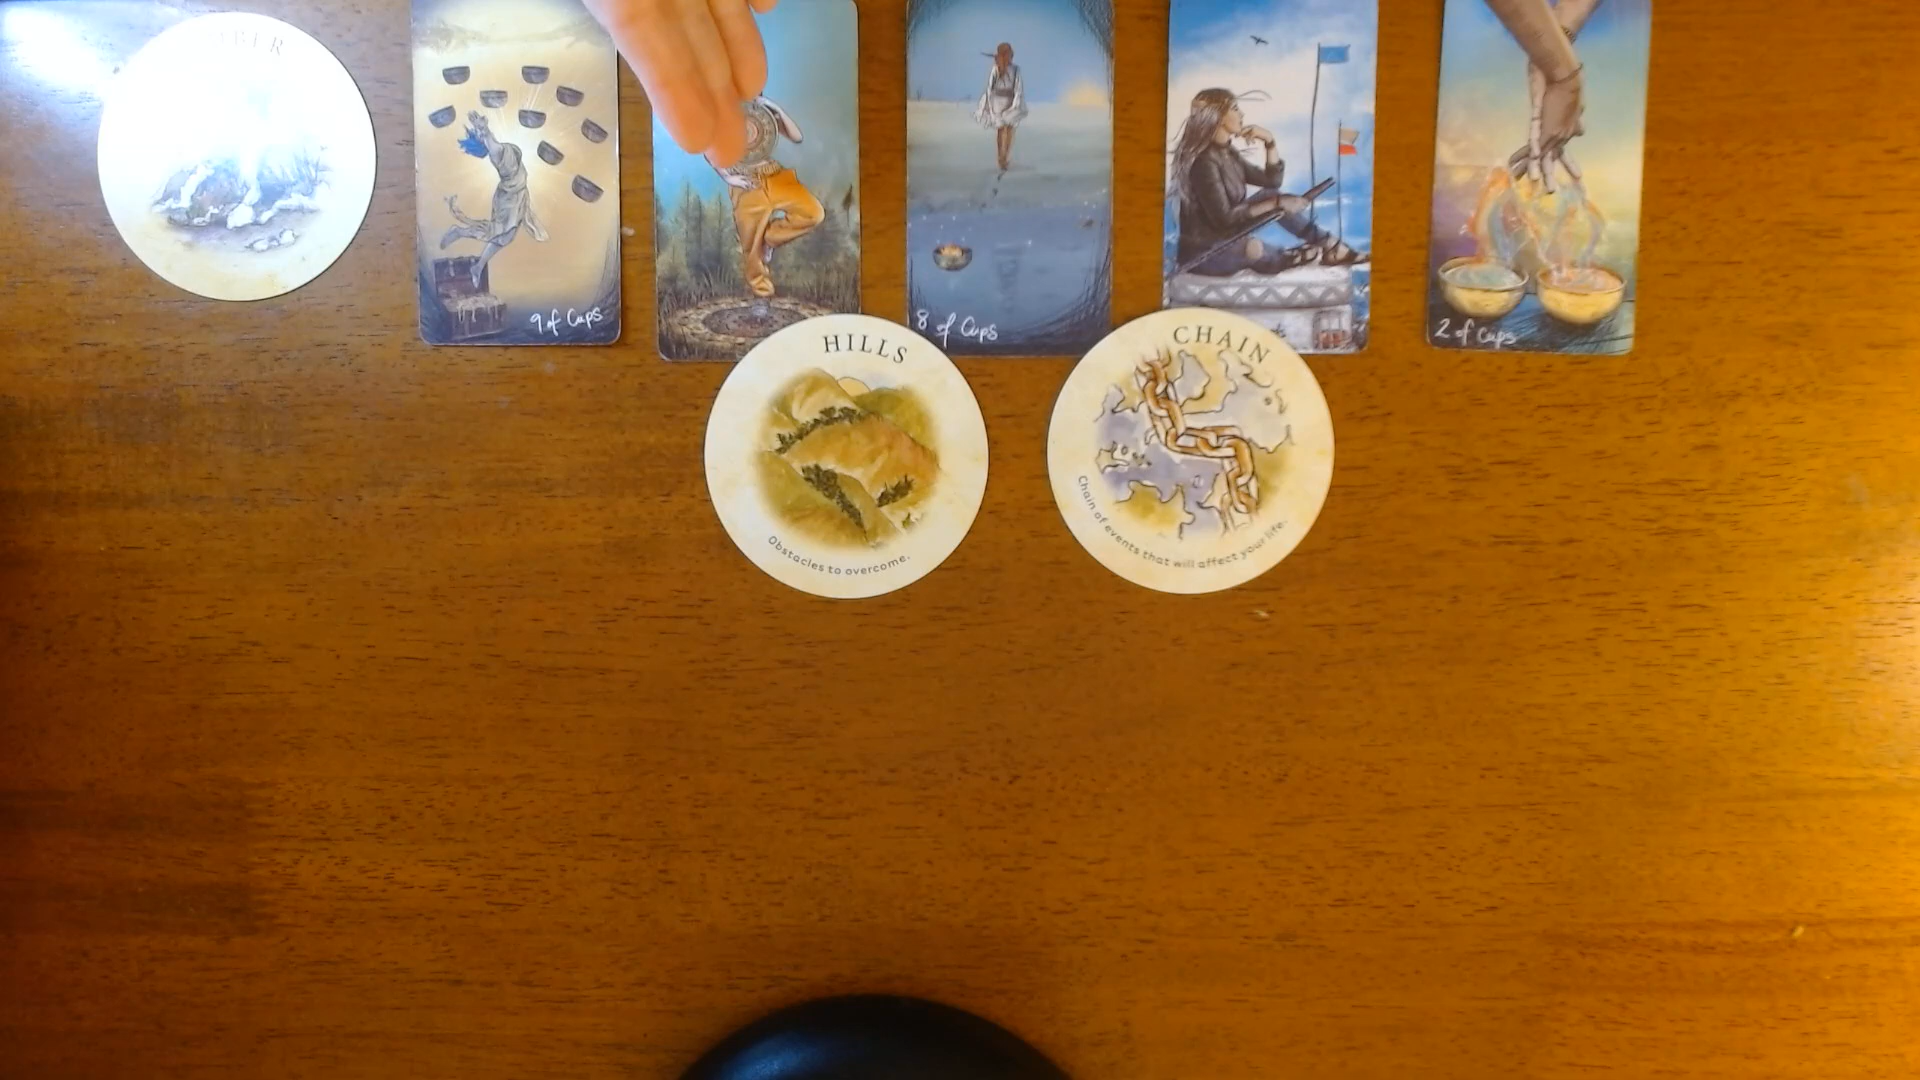 9 of Cups
8 of Cups
2 of Cups
HILLS
Obstacles to overcome.
CHAIN
Chain of events that will affect your life.